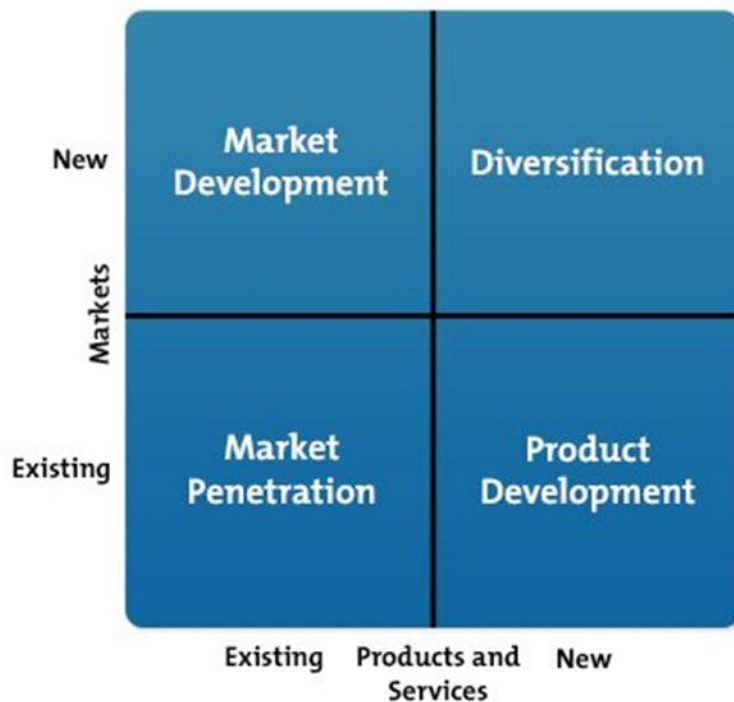 New
Market
Development
Diversification
Markets
Existing
Market
Penetration
Product
Development
Existing
Products and
Services
New